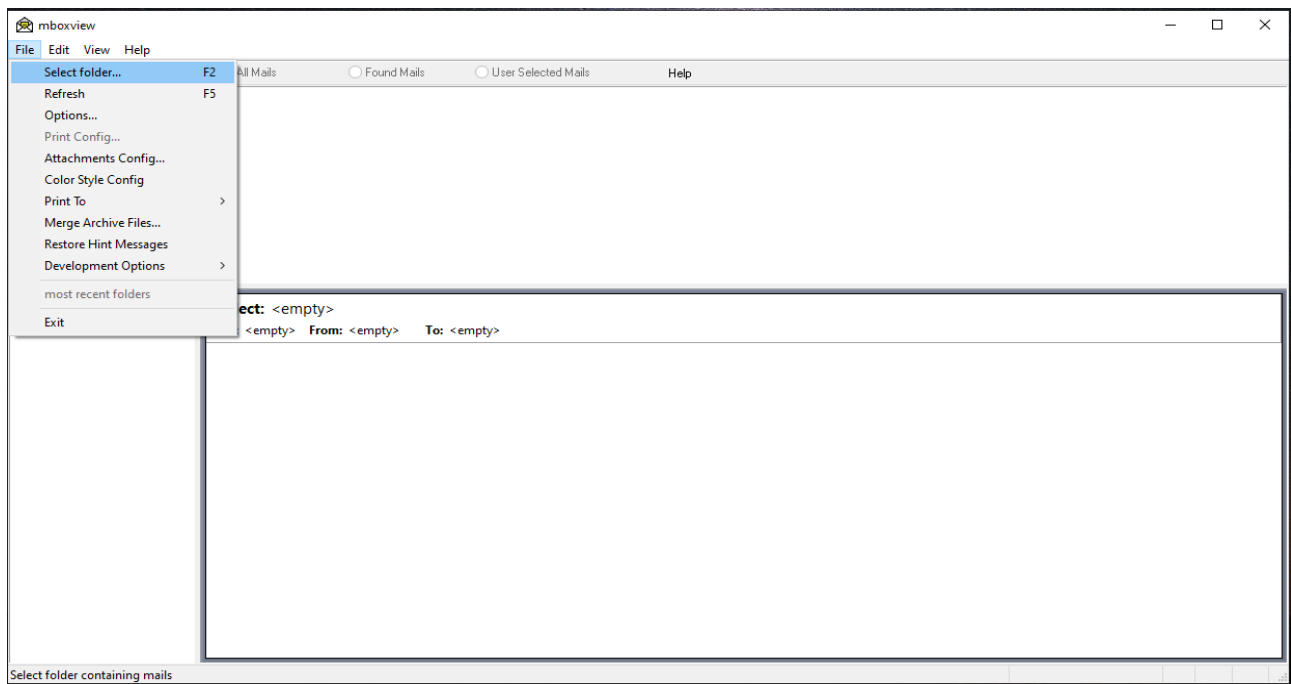 mboxview
File Edit View Help
Select folder... F2 All Mails Found Mails User Selected Mails Help
Refresh F5
Options...
Print Config...
Attachments Config...
Color Style Config
Print To >
Merge Archive Files...
Restore Hint Messages
Development Options >
most recent folders
Exit
ect: <empty>
: <empty> From: <empty> To: <empty>
Select folder containing mails